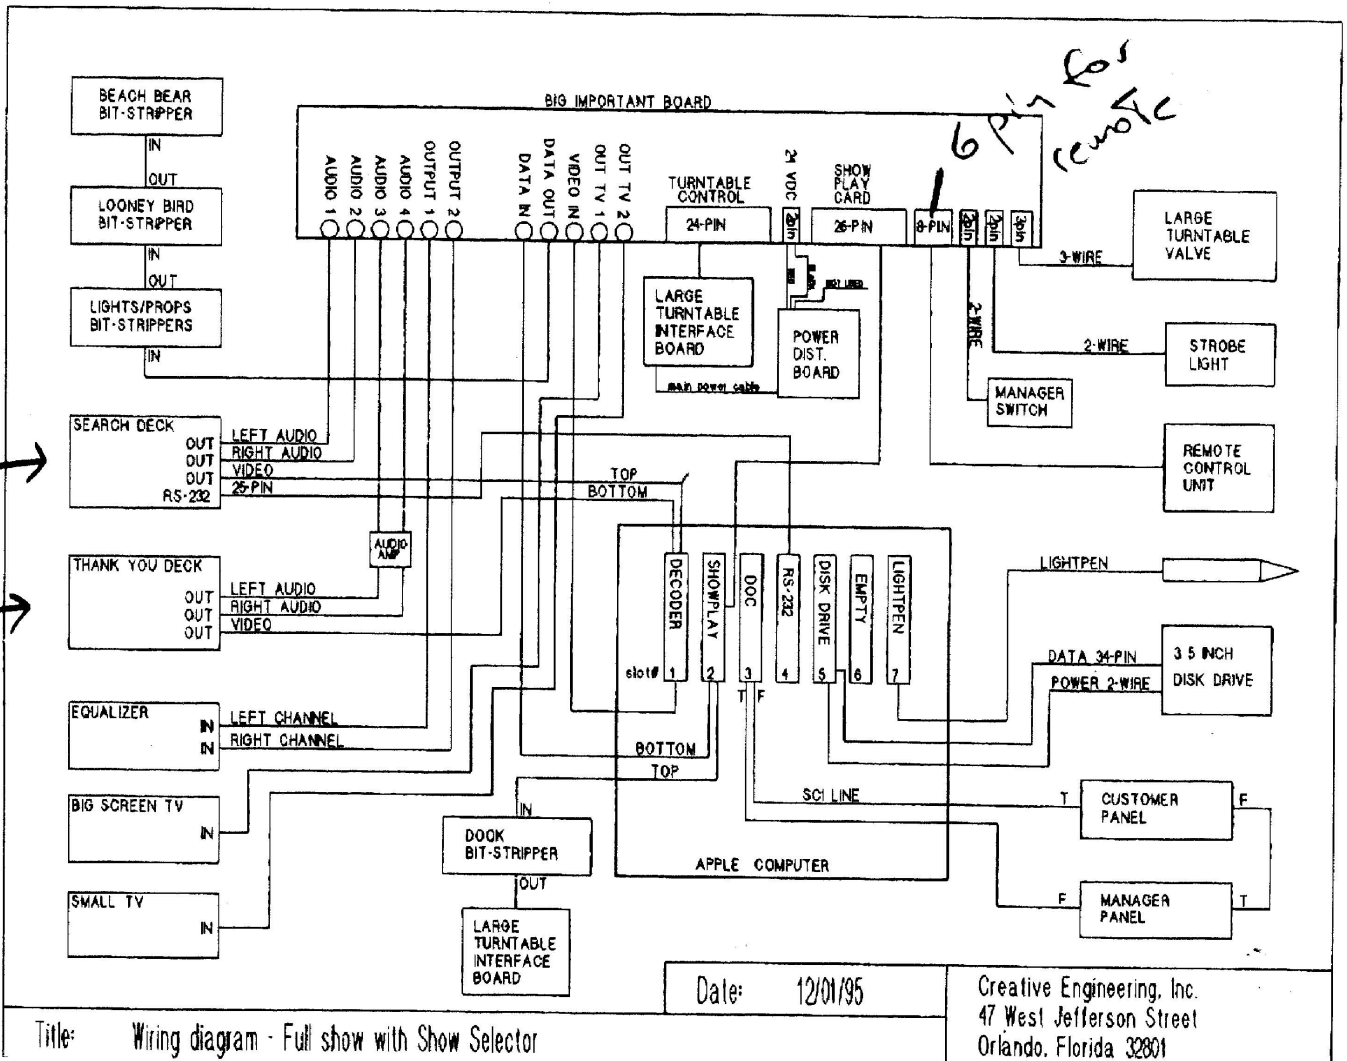 6 pin for
remote
BIG IMPORTANT BOARD
AUDIO 1
AUDIO 2
AUDIO 3
AUDIO 4
OUTPUT 1
OUTPUT 2
DATA IN
DATA OUT
VIDEO IN
OUT TV 1
OUT TV 2
TURNTABLE
CONTROL
24-PIN
24 VDC
2pin
SHOW
PLAY
CARD
26-PIN
8-PIN
2pin
2pin
3pin
BEACH BEAR
BIT-STRIPPER
IN
OUT
LOONEY BIRD
BIT-STRIPPER
IN
OUT
LIGHTS/PROPS
BIT-STRIPPERS
IN
LARGE
TURNTABLE
INTERFACE
BOARD
RED
BLACK
NOT USED
POWER
DIST.
BOARD
main power cable
3-WIRE
LARGE
TURNTABLE
VALVE
2-WIRE
2-WIRE
STROBE
LIGHT
MANAGER
SWITCH
REMOTE
CONTROL
UNIT
SEARCH DECK
OUT LEFT AUDIO
OUT RIGHT AUDIO
OUT VIDEO
RS-232 25-PIN
TOP
BOTTOM
AUDIO
AMP
THANK YOU DECK
OUT LEFT AUDIO
OUT RIGHT AUDIO
OUT VIDEO
EQUALIZER
IN LEFT CHANNEL
IN RIGHT CHANNEL
BIG SCREEN TV
IN
SMALL TV
IN
DECODER
SHOWPLAY
DOC
RS-232
DISK DRIVE
EMPTY
LIGHTPEN
slot# 1 2 3 4 5 6 7
T F
BOTTOM
TOP
SCI LINE
APPLE COMPUTER
IN
DOOK
BIT-STRIPPER
OUT
LARGE
TURNTABLE
INTERFACE
BOARD
LIGHTPEN
DATA 34-PIN
POWER 2-WIRE
3.5 INCH
DISK DRIVE
T
CUSTOMER
PANEL
F
F
MANAGER
PANEL
T
Date: 12/01/95
Creative Engineering, Inc.
47 West Jefferson Street
Orlando, Florida 32801
Title: Wiring diagram - Full show with Show Selector